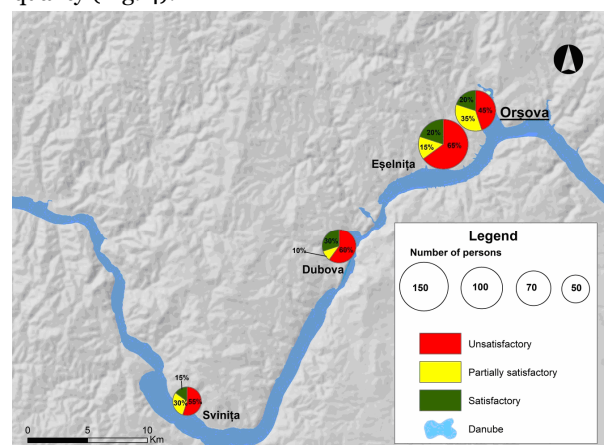 20%
45%
35%
Orşova
20%
15%
65%
Eşelniţa
30%
10%
60%
Dubova
15%
30%
55%
Sviniţa
0 5 10
Km
Legend
Number of persons
150 100 70 50
Unsatisfactory
Partially satisfactory
Satisfactory
Danube